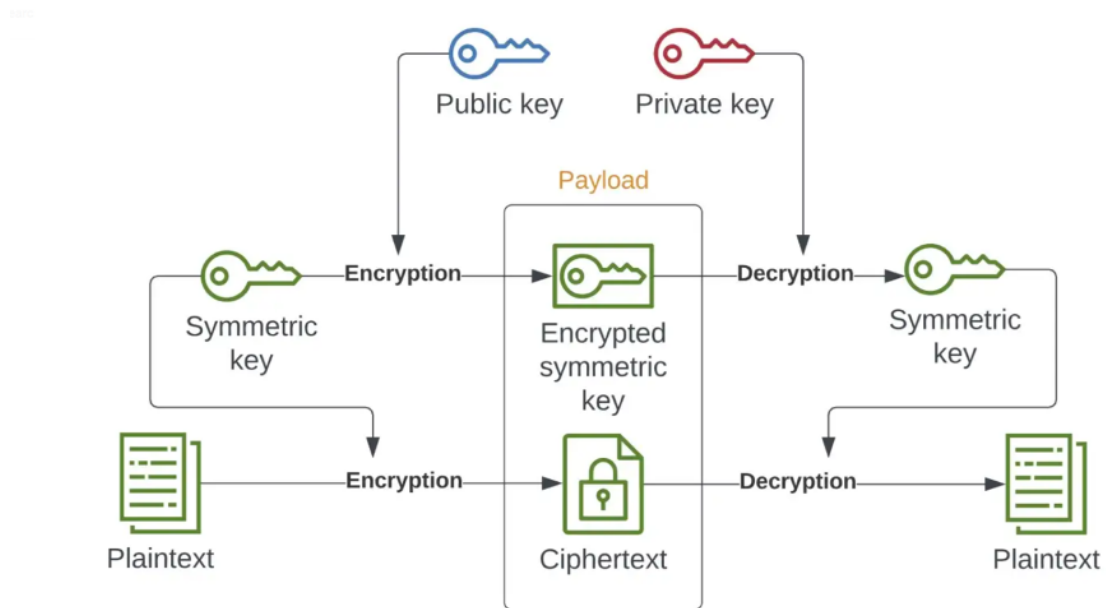 Public key
Private key
Payload
Encryption
Decryption
Symmetric
key
Encrypted
symmetric
key
Symmetric
key
Encryption
Decryption
Plaintext
Ciphertext
Plaintext